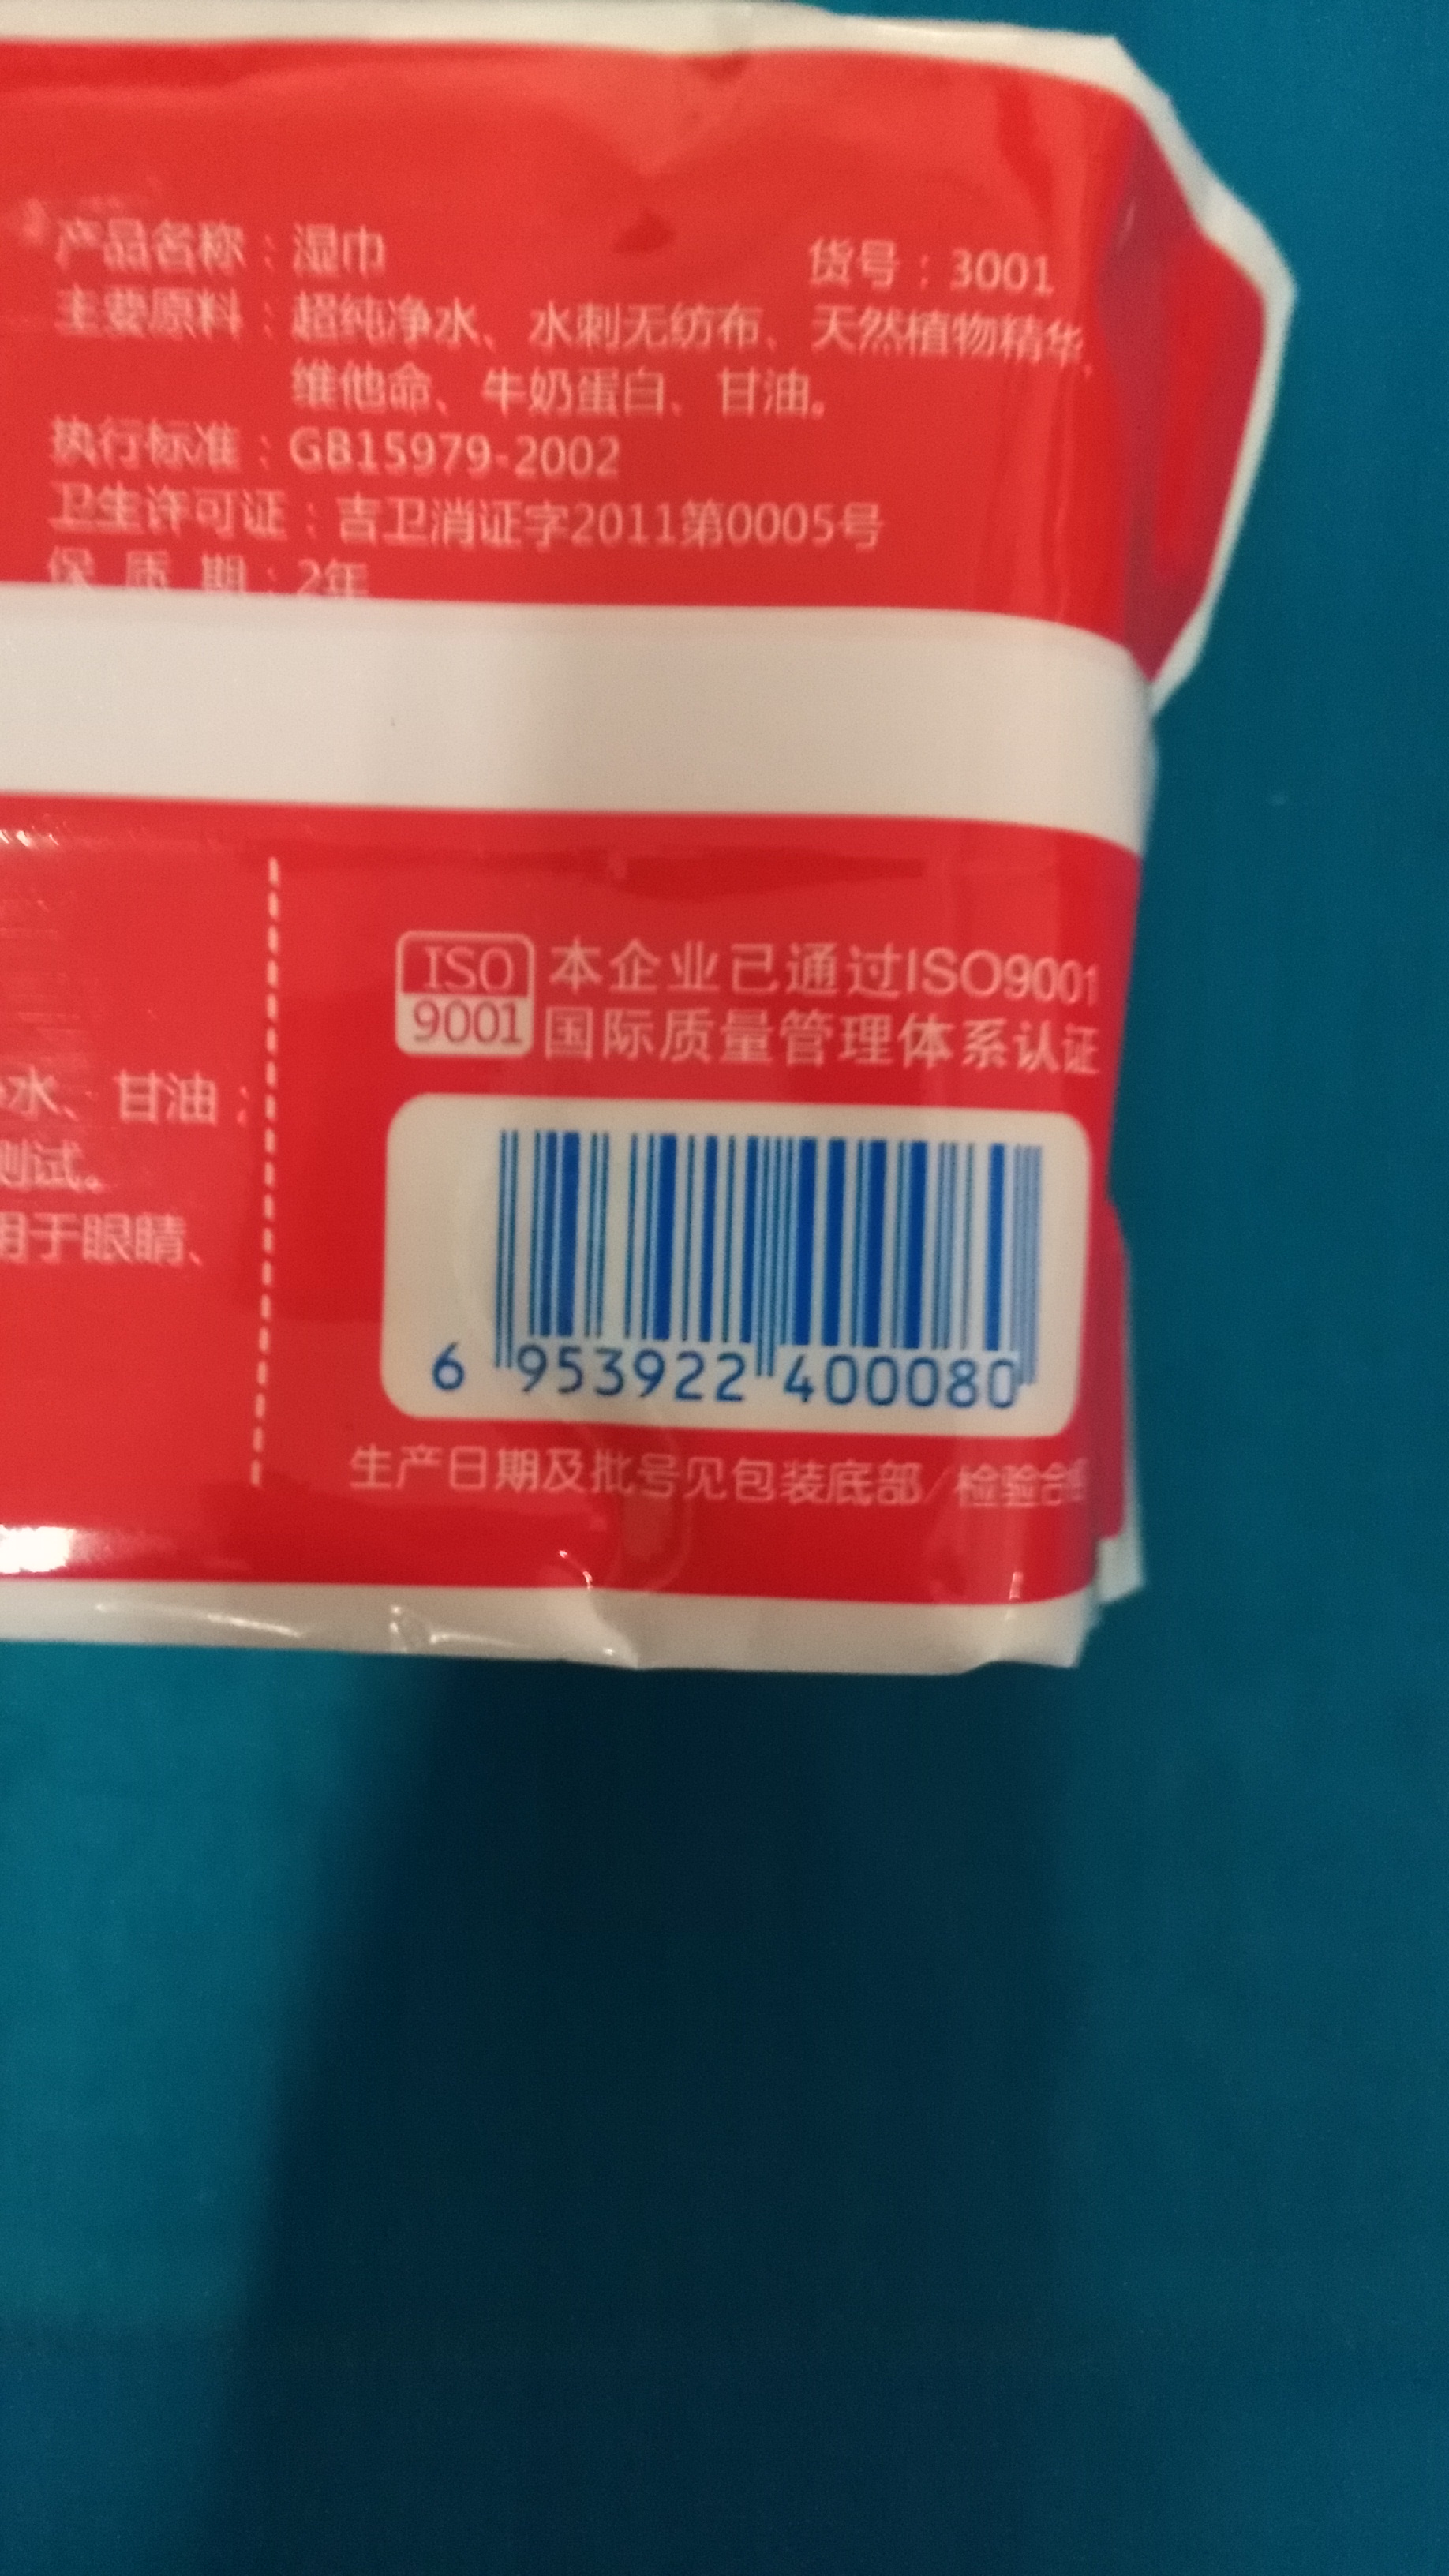 产品名称：湿巾
货号：3001
主要原料：超纯净水、水刺无纺布、天然植物精华、
维他命、牛奶蛋白、甘油。
执行标准：GB15979-2002
卫生许可证：吉卫消证字2011第0005号
保 质 期：2年
ISO
9001
本企业已通过ISO9001
国际质量管理体系认证
水、甘油；
测试。
用于眼睛、
6 953922 400080
生产日期及批号见包装底部/检验合格